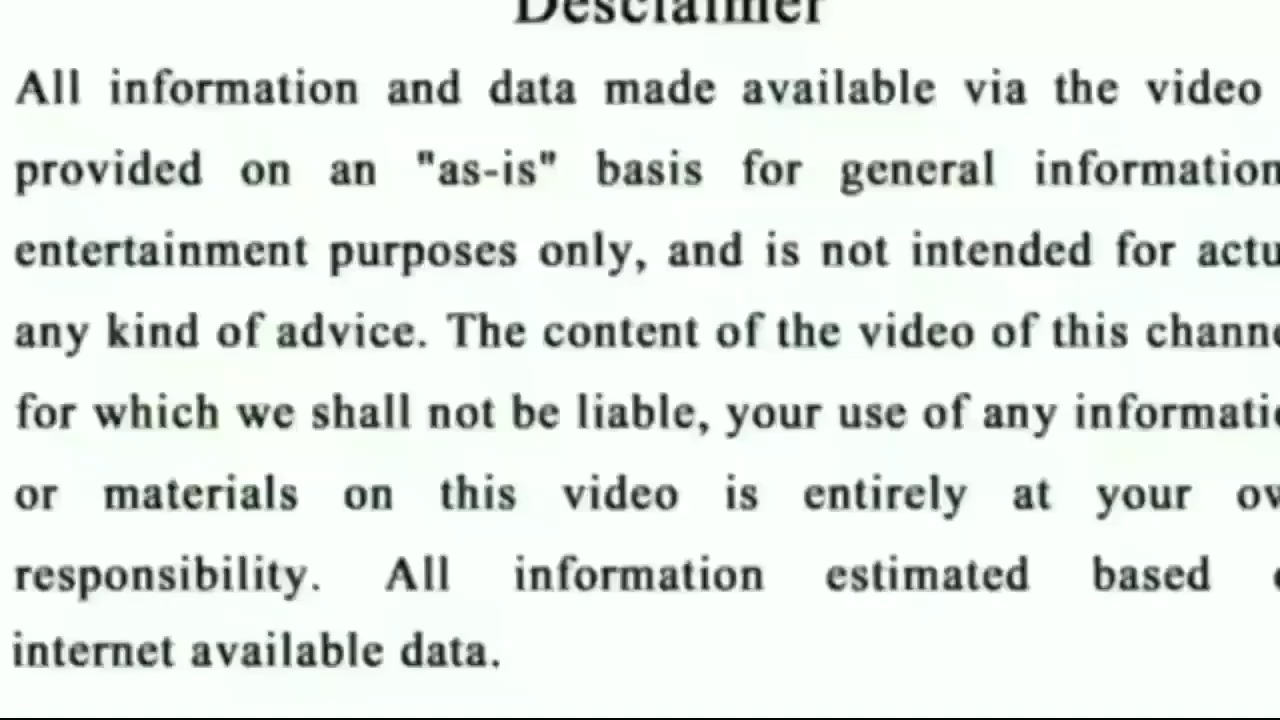 Desclaimer
All information and data made available via the video
provided on an "as-is" basis for general information
entertainment purposes only, and is not intended for
any kind of advice. The content of the video of this
for which we shall not be liable, your use of any
or materials on this video is entirely at your
responsibility. All information estimated based
internet available data.